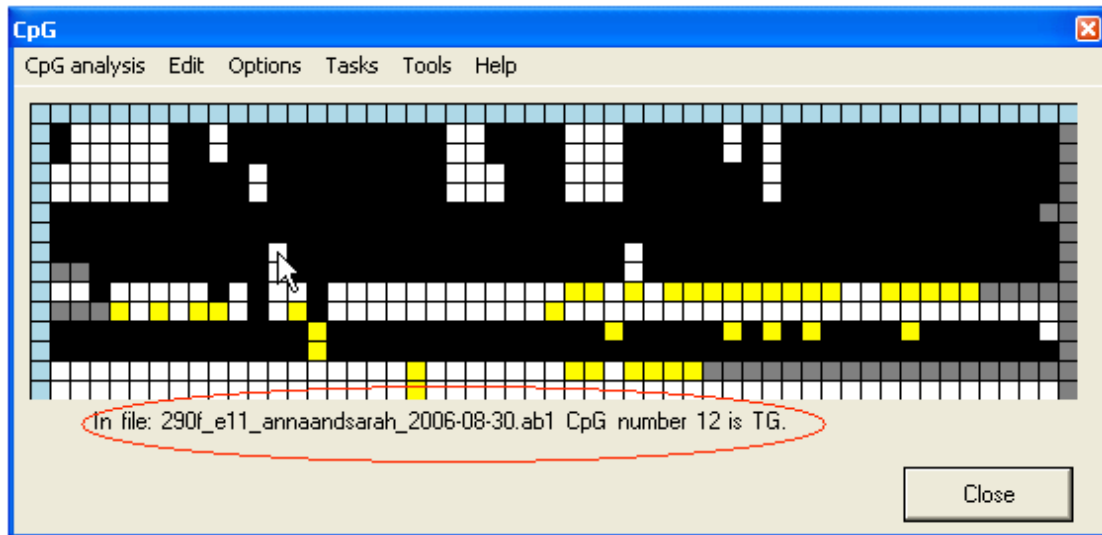 CpG
CpG analysis Edit Options Tasks Tools Help
In file: 290f_e11_annaandsarah_2006-08-30.ab1 CpG number 12 is TG.
Close